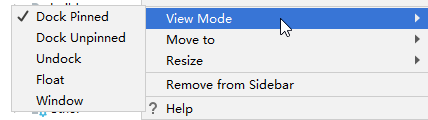 Dock Pinned
Dock Unpinned
Undock
Float
Window
View Mode
Move to
Resize
Remove from Sidebar
? Help